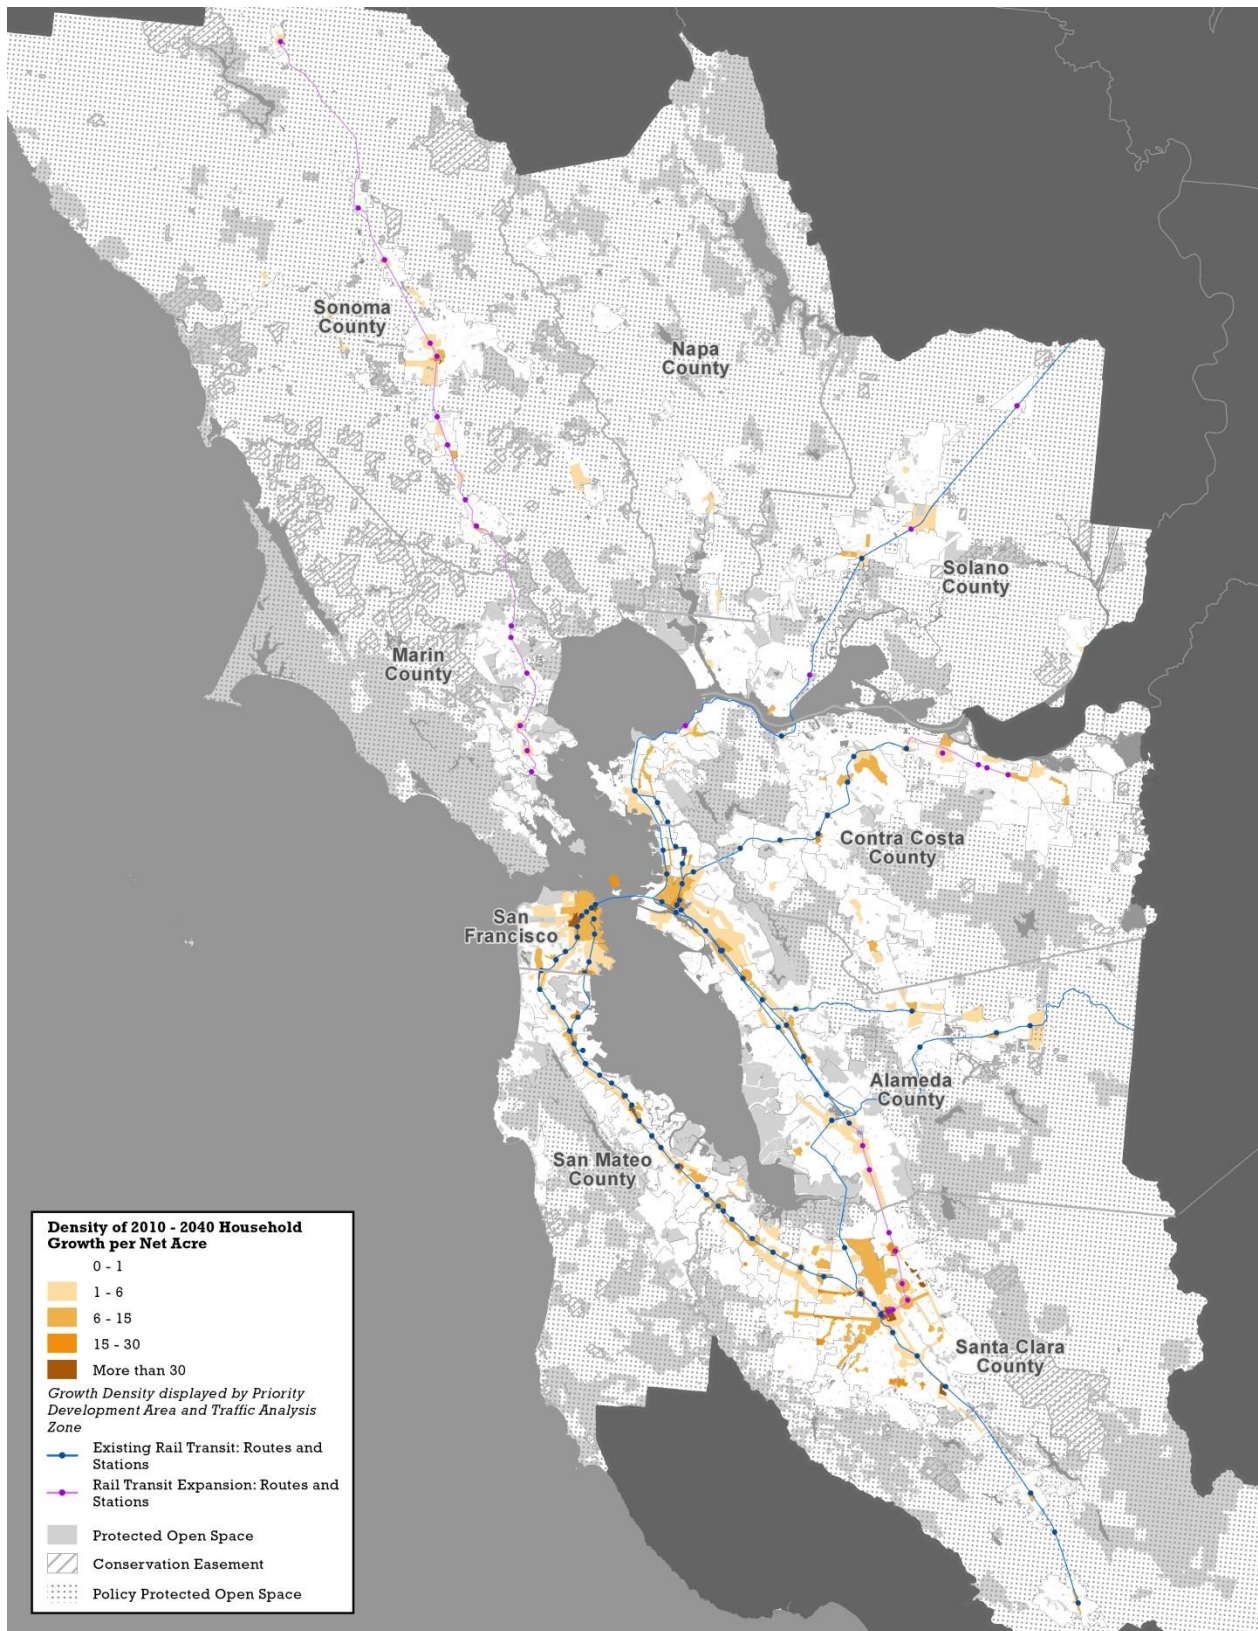 Sonoma
County
Napa
County
Solano
County
Marin
County
Contra Costa
County
San
Francisco
Alameda
County
San Mateo
County
Santa Clara
County
Density of 2010 - 2040 Household
Growth per Net Acre
0 - 1
1 - 6
6 - 15
15 - 30
More than 30
Growth Density displayed by Priority
Development Area and Traffic Analysis
Zone
Existing Rail Transit: Routes and
Stations
Rail Transit Expansion: Routes and
Stations
Protected Open Space
Conservation Easement
Policy Protected Open Space